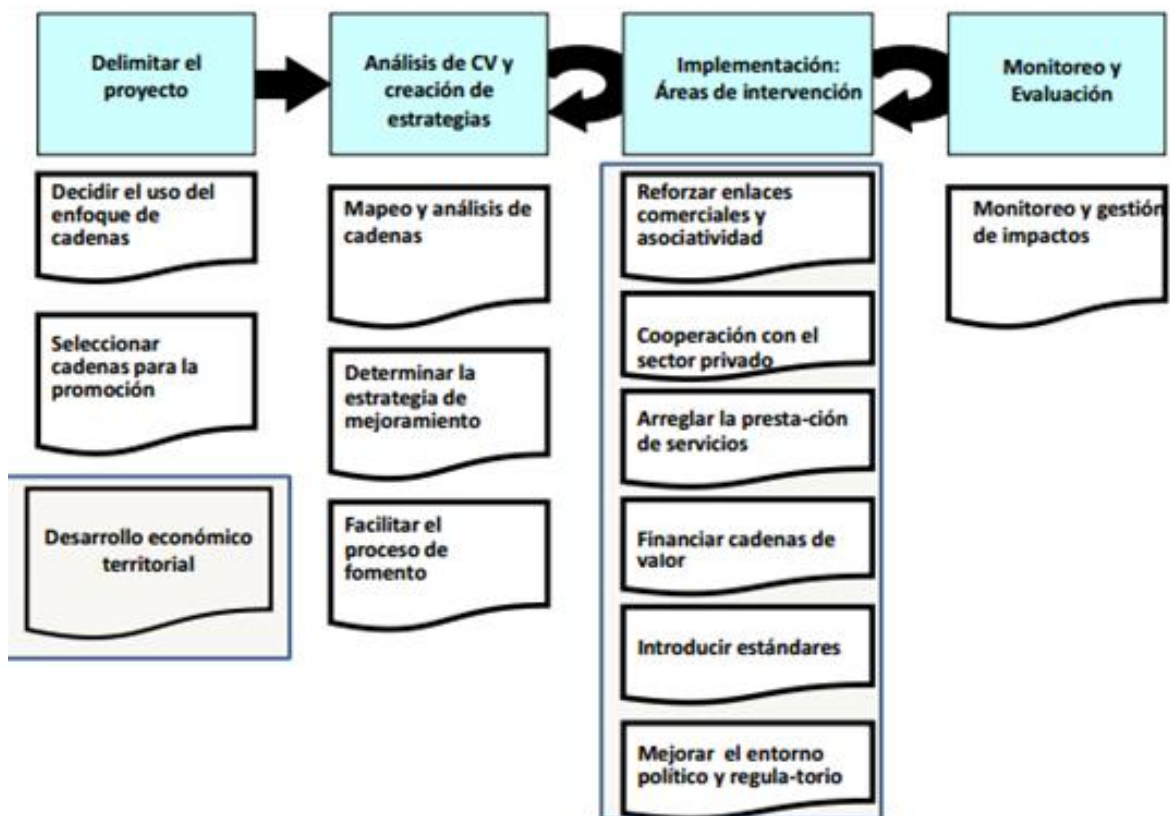 Delimitar el
proyecto
Análisis de CV y
creación de
estrategias
Implementación:
Áreas de intervención
Monitoreo y
Evaluación
Decidir el uso del
enfoque de
cadenas
Seleccionar
cadenas para la
promoción
Desarrollo económico
territorial
Mapeo y análisis de
cadenas
Determinar la
estrategia de
mejoramiento
Facilitar el
proceso de
fomento
Reforzar enlaces
comerciales y
asociatividad
Cooperación con el
sector privado
Arreglar la presta-ción
de servicios
Financiar cadenas de
valor
Introducir estándares
Mejorar el entorno
político y regula-torio
Monitoreo y gestión
de impactos